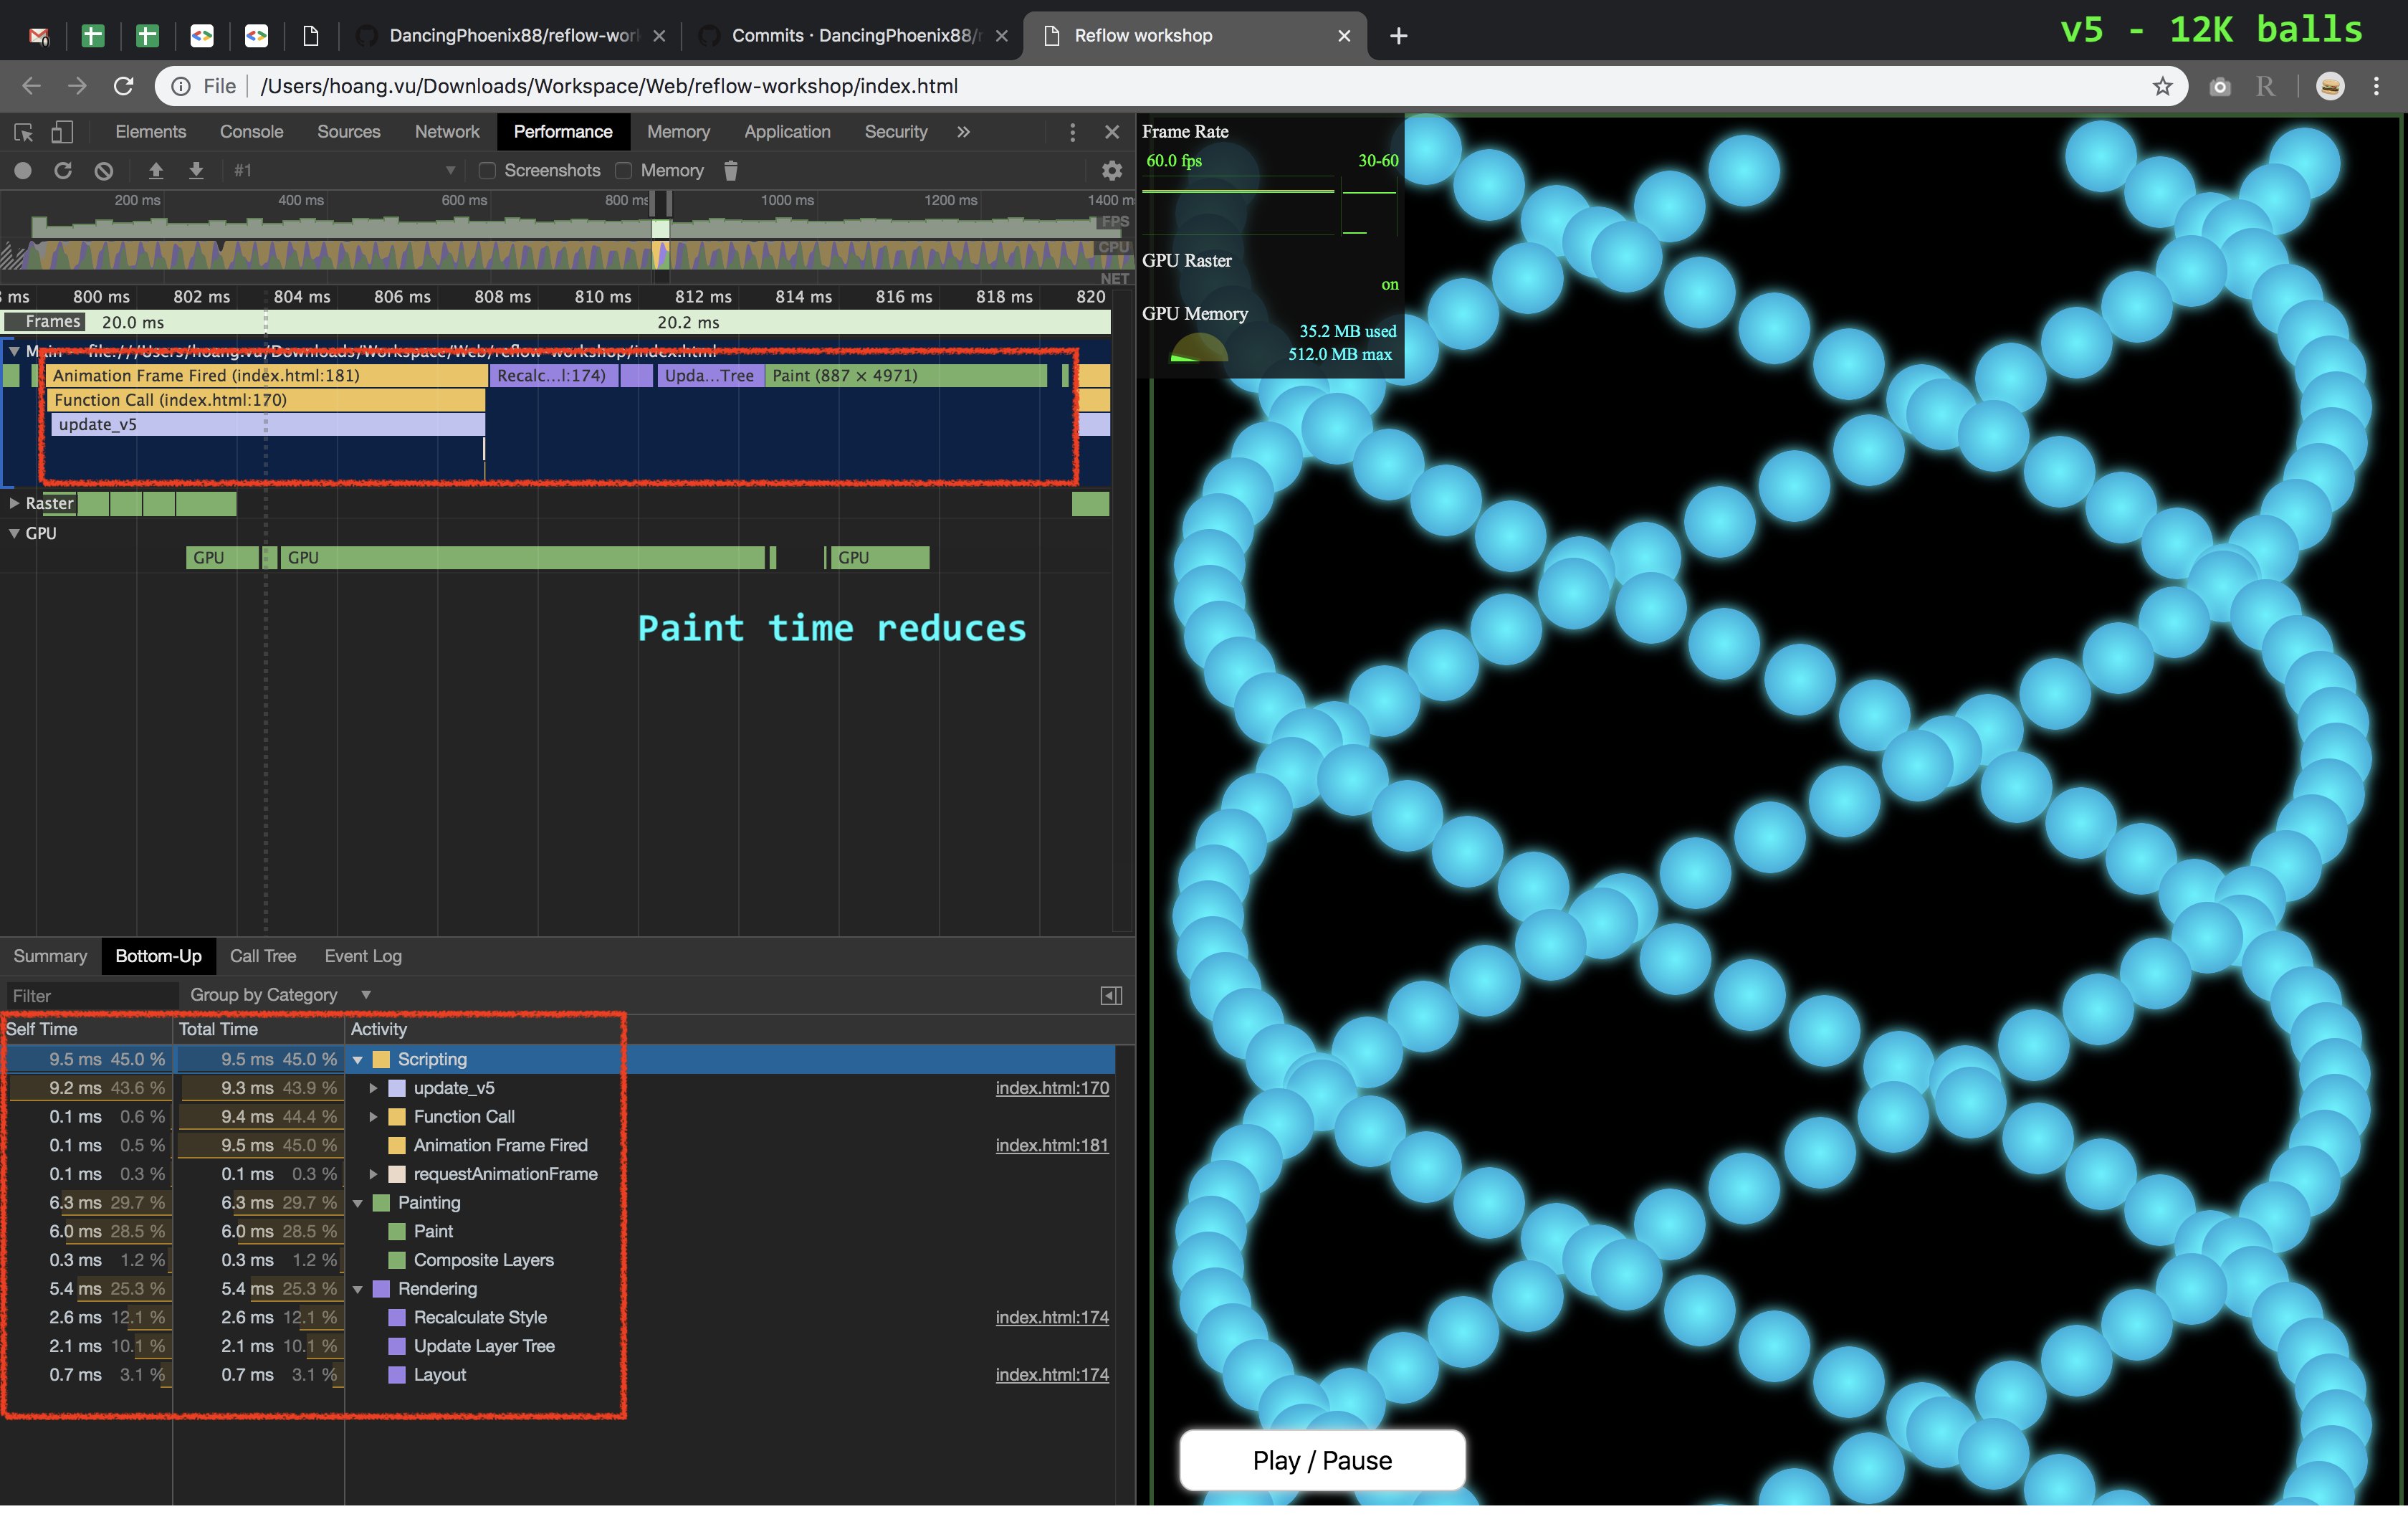 DancingPhoenix88/reflow-wor
Commits · DancingPhoenix88/r
Reflow workshop
v5 - 12K balls
File
/Users/hoang.vu/Downloads/Workspace/Web/reflow-workshop/index.html
Elements Console Sources Network Performance Memory Application Security »
#1 Screenshots Memory
200 ms 400 ms 600 ms 800 ms 1000 ms 1200 ms 1400 m
FPS
CPU
NET
ms 800 ms 802 ms 804 ms 806 ms 808 ms 810 ms 812 ms 814 ms 816 ms 818 ms 820
Frames 20.0 ms 20.2 ms
Main — file:///Users/hoang.vu/Downloads/Workspace/Web/reflow-workshop/index.html
Animation Frame Fired (index.html:181) Recalc...l:174) Upda...Tree Paint (887 × 4971)
Function Call (index.html:170)
update_v5
Raster
GPU
GPU GPU GPU
Paint time reduces
Summary Bottom-Up Call Tree Event Log
Filter Group by Category
Self Time Total Time Activity
9.5 ms 45.0 % 9.5 ms 45.0 % Scripting
9.2 ms 43.6 % 9.3 ms 43.9 % update_v5 index.html:170
0.1 ms 0.6 % 9.4 ms 44.4 % Function Call
0.1 ms 0.5 % 9.5 ms 45.0 % Animation Frame Fired index.html:181
0.1 ms 0.3 % 0.1 ms 0.3 % requestAnimationFrame
6.3 ms 29.7 % 6.3 ms 29.7 % Painting
6.0 ms 28.5 % 6.0 ms 28.5 % Paint
0.3 ms 1.2 % 0.3 ms 1.2 % Composite Layers
5.4 ms 25.3 % 5.4 ms 25.3 % Rendering
2.6 ms 12.1 % 2.6 ms 12.1 % Recalculate Style index.html:174
2.1 ms 10.1 % 2.1 ms 10.1 % Update Layer Tree
0.7 ms 3.1 % 0.7 ms 3.1 % Layout index.html:174
Frame Rate
60.0 fps 30-60
GPU Raster
on
GPU Memory
35.2 MB used
512.0 MB max
Play / Pause